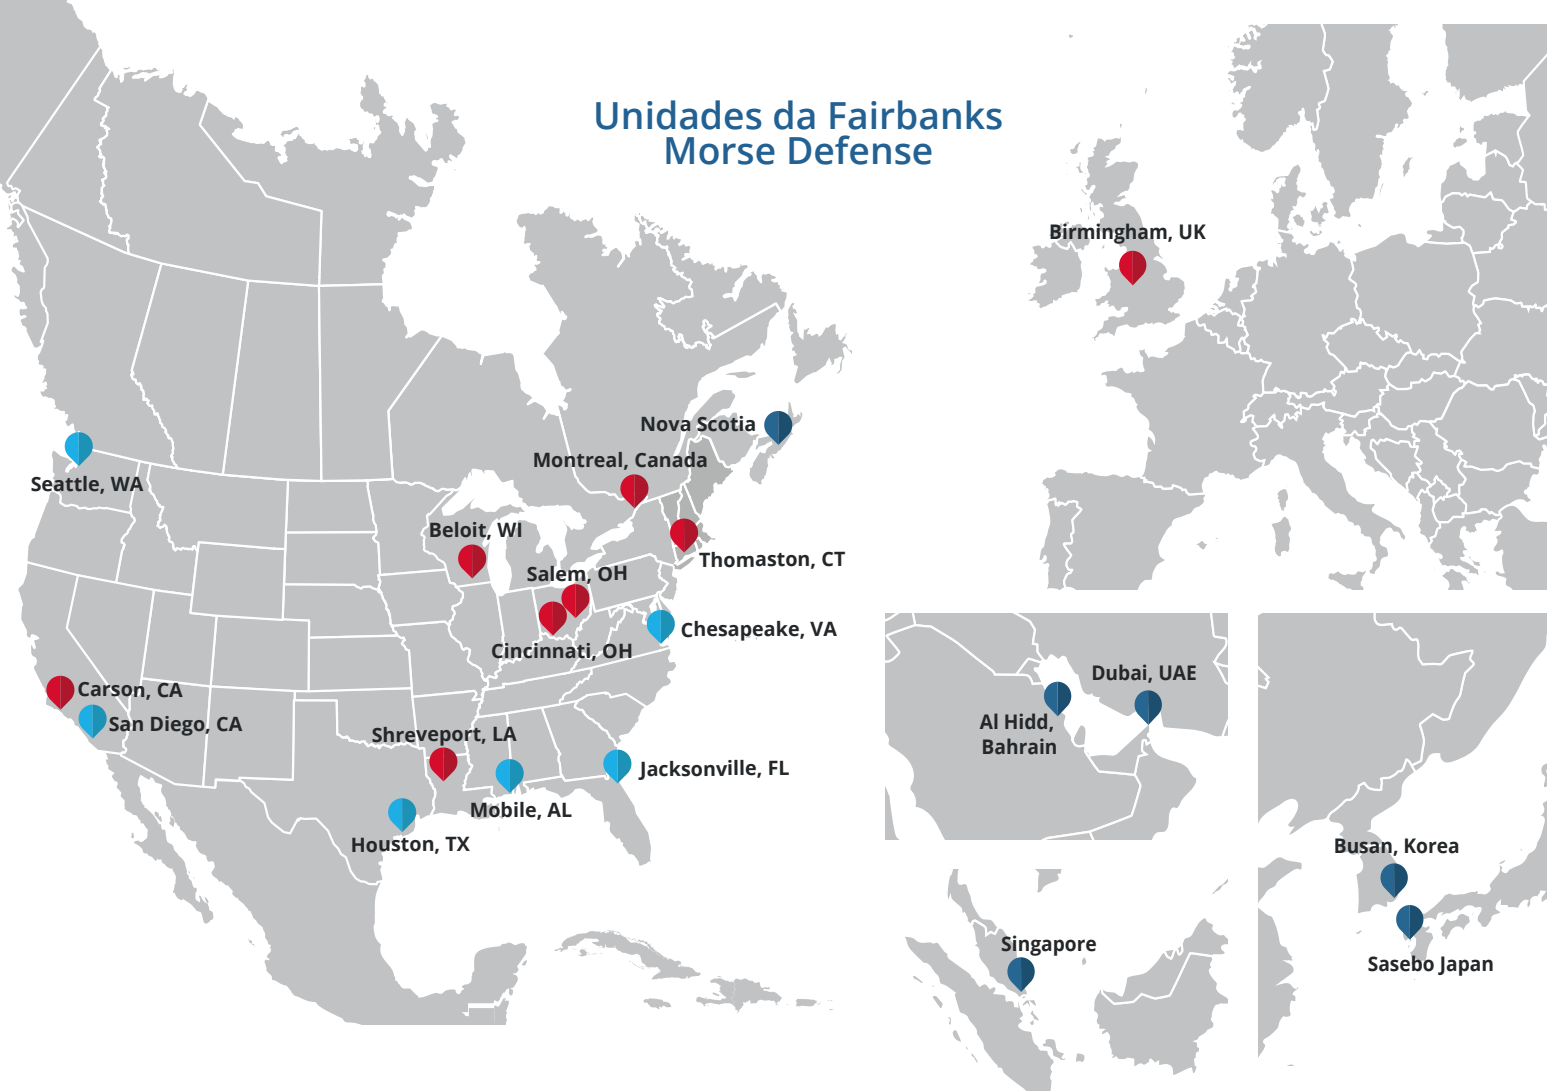 Unidades da Fairbanks
Morse Defense
Birmingham, UK
Nova Scotia
Montreal, Canada
Seattle, WA
Beloit, WI
Thomaston, CT
Salem, OH
Chesapeake, VA
Cincinnati, OH
Carson, CA
San Diego, CA
Shreveport, LA
Jacksonville, FL
Mobile, AL
Houston, TX
Dubai, UAE
Al Hidd,
Bahrain
Busan, Korea
Singapore
Sasebo Japan